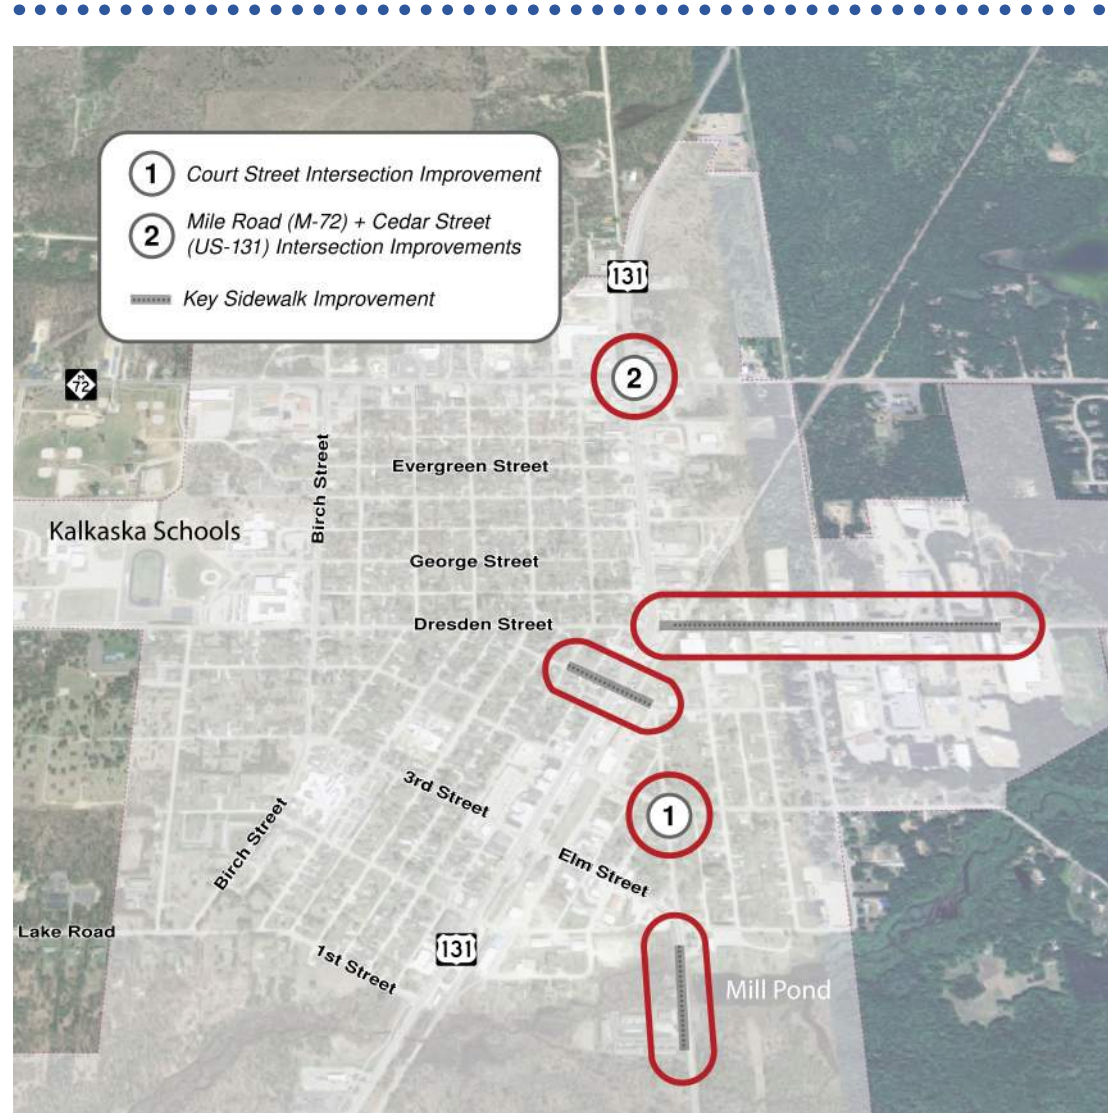 1 Court Street Intersection Improvement
2 Mile Road (M-72) + Cedar Street
(US-131) Intersection Improvements
Key Sidewalk Improvement
131
2
M
72
Birch Street
Evergreen Street
Kalkaska Schools
George Street
Dresden Street
3rd Street
1
Birch Street
Elm Street
Lake Road
1st Street
131
Mill Pond